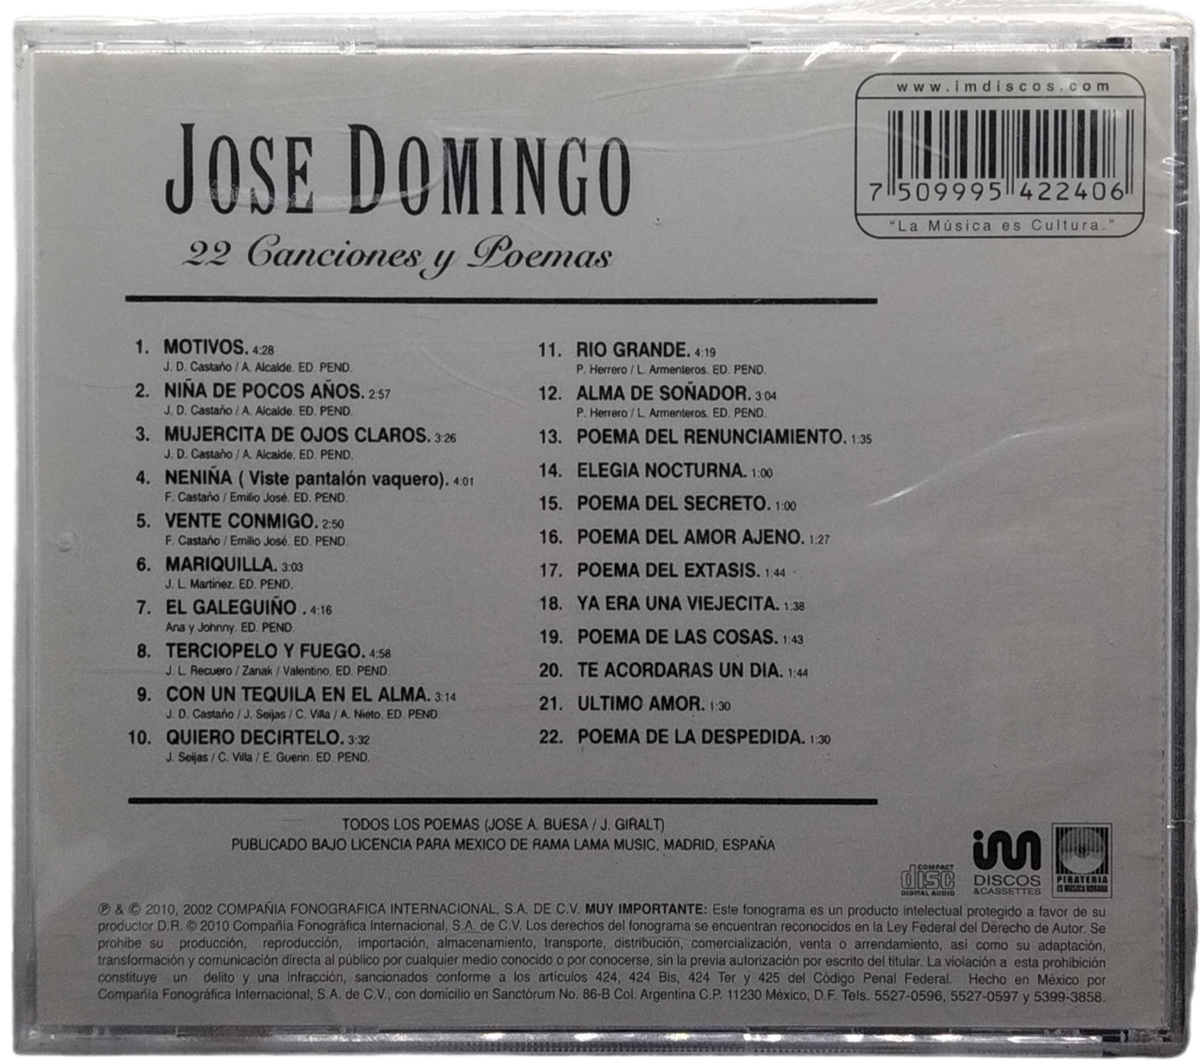 www.imdiscos.com
7 509995 422406
"La Música es Cultura."
JOSE DOMINGO
22 Canciones y Poemas
1. MOTIVOS. 4:28
J. D. Castaño / A. Alcalde. ED. PEND.
2. NIÑA DE POCOS AÑOS. 2:57
J. D. Castaño / A. Alcalde. ED. PEND.
3. MUJERCITA DE OJOS CLAROS. 3:26
J. D. Castaño / A. Alcalde. ED. PEND.
4. NENIÑA ( Viste pantalón vaquero). 4:01
F. Castaño / Emilio José. ED. PEND.
5. VENTE CONMIGO. 2:50
F. Castaño / Emilio José. ED. PEND.
6. MARIQUILLA. 3:03
J. L. Martinez. ED. PEND.
7. EL GALEGUIÑO . 4:16
Ana y Johnny. ED. PEND.
8. TERCIOPELO Y FUEGO. 4:58
J. L. Recuero / Zanak / Valentino. ED. PEND.
9. CON UN TEQUILA EN EL ALMA. 3:14
J. D. Castaño / J. Seijas / C. Villa / A. Nieto. ED. PEND.
10. QUIERO DECIRTELO. 3:32
J. Seijas / C. Villa / E. Guerin. ED. PEND.
11. RIO GRANDE. 4:19
P. Herrero / L. Armenteros. ED. PEND.
12. ALMA DE SOÑADOR. 3:04
P. Herrero / L. Armenteros. ED. PEND.
13. POEMA DEL RENUNCIAMIENTO. 1:35
14. ELEGIA NOCTURNA. 1:00
15. POEMA DEL SECRETO. 1:00
16. POEMA DEL AMOR AJENO. 1:27
17. POEMA DEL EXTASIS. 1:44
18. YA ERA UNA VIEJECITA. 1:38
19. POEMA DE LAS COSAS. 1:43
20. TE ACORDARAS UN DIA. 1:44
21. ULTIMO AMOR. 1:30
22. POEMA DE LA DESPEDIDA. 1:30
TODOS LOS POEMAS (JOSE A. BUESA / J. GIRALT)
PUBLICADO BAJO LICENCIA PARA MEXICO DE RAMA LAMA MUSIC, MADRID, ESPAÑA
COMPACT
disc
DIGITAL AUDIO
im
DISCOS
& CASSETTES
PIRATERIA
ES MUSICA ROBADA
℗ & © 2010, 2002 COMPAÑIA FONOGRAFICA INTERNACIONAL, S.A. DE C.V. MUY IMPORTANTE: Este fonograma es un producto intelectual protegido a favor de su
productor D.R. © 2010 Compañía Fonográfica Internacional, S.A. de C.V. Los derechos del fonograma se encuentran reconocidos en la Ley Federal del Derecho de Autor. Se
prohibe su producción, reproducción, importación, almacenamiento, transporte, distribución, comercialización, venta o arrendamiento, así como su adaptación,
transformación y comunicación directa al público por cualquier medio conocido o por conocerse, sin la previa autorización por escrito del titular. La violación a esta prohibición
constituye un delito y una infracción, sancionados conforme a los artículos 424, 424 Bis, 424 Ter y 425 del Código Penal Federal. Hecho en México por
Compañía Fonográfica Internacional, S.A. de C.V., con domicilio en Sanctórum No. 86-B Col. Argentina C.P. 11230 México, D.F. Tels. 5527-0596, 5527-0597 y 5399-3858.